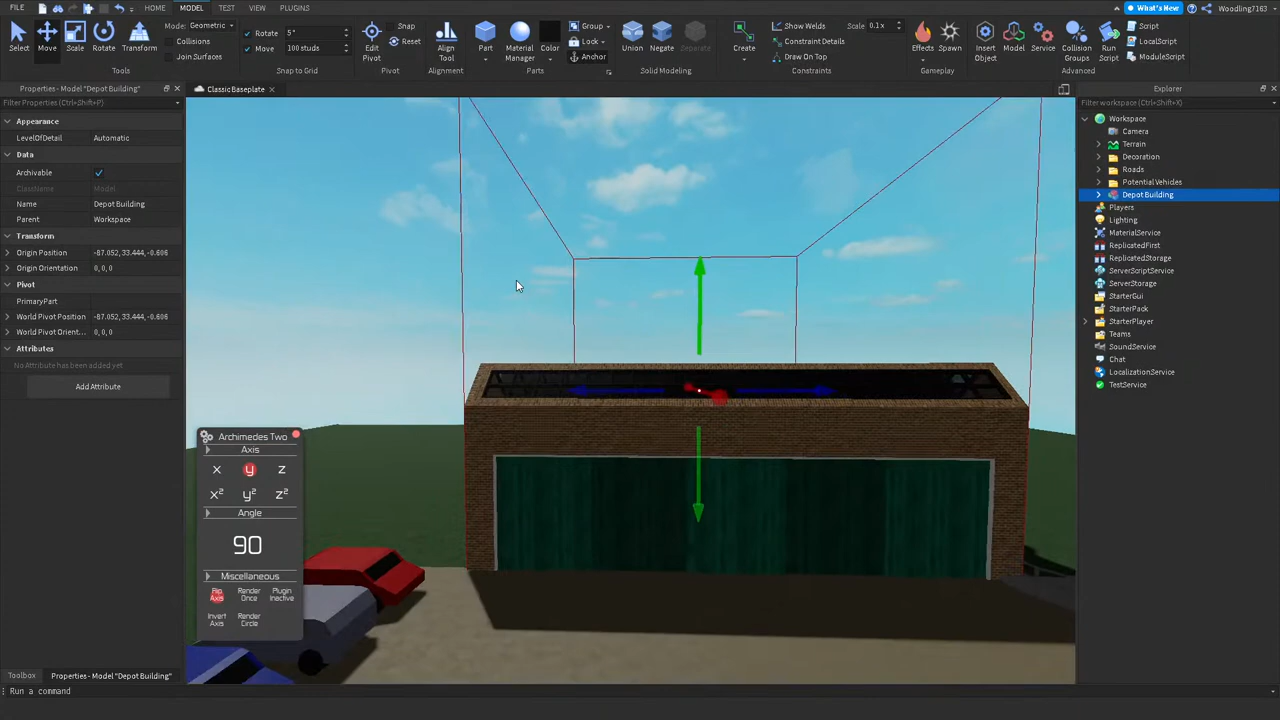 FILE HOME MODEL TEST VIEW PLUGINS What's New Woodling7163
Select Move Scale Rotate Transform
Mode: Geometric
Collisions
Join Surfaces
Tools
Rotate 5°
Move 100 studs
Snap to Grid
Edit Pivot Snap Reset
Pivot
Align Tool
Alignment
Part Material Manager Color
Group
Lock
Anchor
Parts
Union Negate Separate
Solid Modeling
Create
Show Welds Scale 0.1 x
Constraint Details
Draw On Top
Constraints
Effects Spawn
Gameplay
Insert Object Model Service Collision Groups Run Script
Script
LocalScript
ModuleScript
Advanced
Properties - Model "Depot Building"
Filter Properties (Ctrl+Shift+P)
Appearance
LevelOfDetail Automatic
Data
Archivable
ClassName Model
Name Depot Building
Parent Workspace
Transform
Origin Position -87.052, 33.444, -0.606
Origin Orientation 0, 0, 0
Pivot
PrimaryPart
World Pivot Position -87.052, 33.444, -0.606
World Pivot Orient... 0, 0, 0
Attributes
No Attribute has been added yet
Add Attribute
Classic Baseplate
Archimedes Two
Axis
x y z
x² y² z²
Angle
90
Miscellaneous
Flip Axis Render Once Plugin Inactive
Invert Axis Render Circle
Explorer
Filter workspace (Ctrl+Shift+X)
Workspace
Camera
Terrain
Decoration
Roads
Potential Vehicles
Depot Building
Players
Lighting
MaterialService
ReplicatedFirst
ReplicatedStorage
ServerScriptService
ServerStorage
StarterGui
StarterPack
StarterPlayer
Teams
SoundService
Chat
LocalizationService
TestService
Toolbox Properties - Model "Depot Building"
Run a command